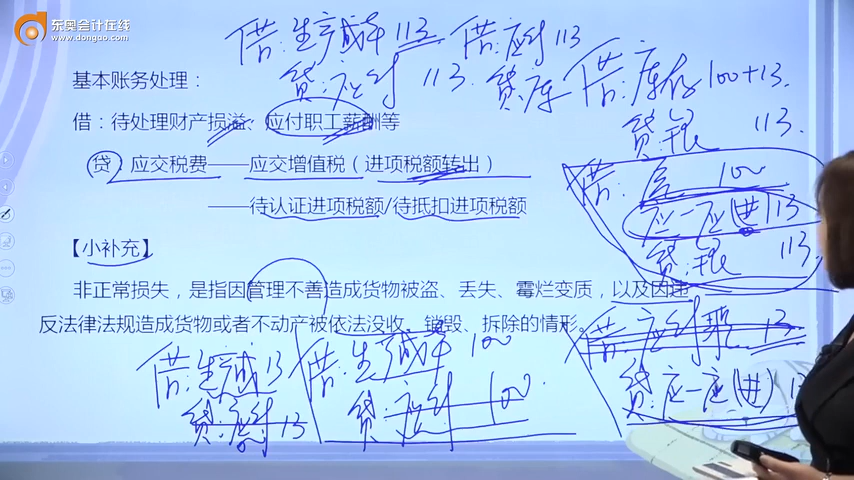 东奥会计在线
www.dongao.com
借:生产成本 113
贷:应付 113
借:应付 113
贷:库
借:库存 100+13
贷:银 113
基本账务处理:
借:待处理财产损溢、应付职工薪酬等
贷:应交税费——应交增值税(进项税额转出)
——待认证进项税额/待抵扣进项税额
借:库 100
应一应(进)13
贷:银 113
【小补充】
非正常损失,是指因管理不善造成货物被盗、丢失、霉烂变质,以及因违
反法律法规造成货物或者不动产被依法没收、销毁、拆除的情形。
借:生成 13
贷:应付 13
借:生成本 100
贷:应付 100
借:应付职 13
贷:应一应(进)